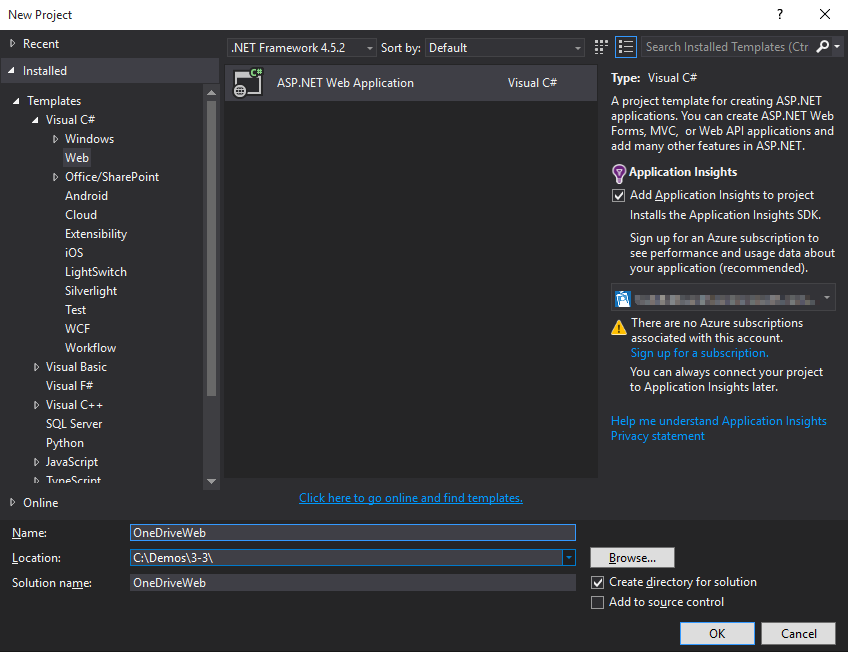 New Project
?
Recent
Installed
Templates
Visual C#
Windows
Web
Office/SharePoint
Android
Cloud
Extensibility
iOS
LightSwitch
Silverlight
Test
WCF
Workflow
Visual Basic
Visual F#
Visual C++
SQL Server
Python
JavaScript
TypeScript
Online
.NET Framework 4.5.2
Sort by: Default
Search Installed Templates (Ctr
C#
ASP.NET Web Application Visual C#
Click here to go online and find templates.
Type: Visual C#
A project template for creating ASP.NET
applications. You can create ASP.NET Web
Forms, MVC, or Web API applications and
add many other features in ASP.NET.
Application Insights
Add Application Insights to project
Installs the Application Insights SDK.
Sign up for an Azure subscription to
see performance and usage data about
your application (recommended).
There are no Azure subscriptions
associated with this account.
Sign up for a subscription.
You can always connect your project
to Application Insights later.
Help me understand Application Insights
Privacy statement
Name: OneDriveWeb
Location: C:\Demos\3-3\ Browse...
Solution name: OneDriveWeb
Create directory for solution
Add to source control
OK Cancel